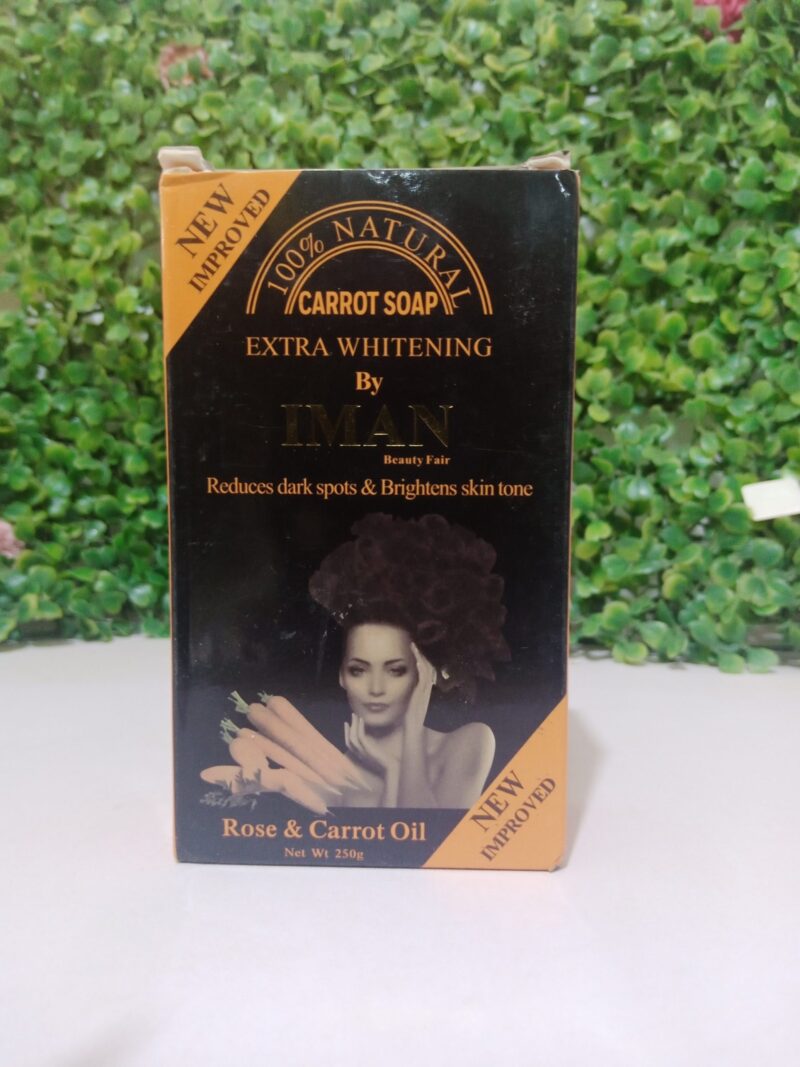 NEW
IMPROVED
100% NATURAL
CARROT SOAP
EXTRA WHITENING
By
IMAN
Beauty Fair
Reduces dark spots & Brightens skin tone
Rose & Carrot Oil
Net Wt 250g
NEW
IMPROVED